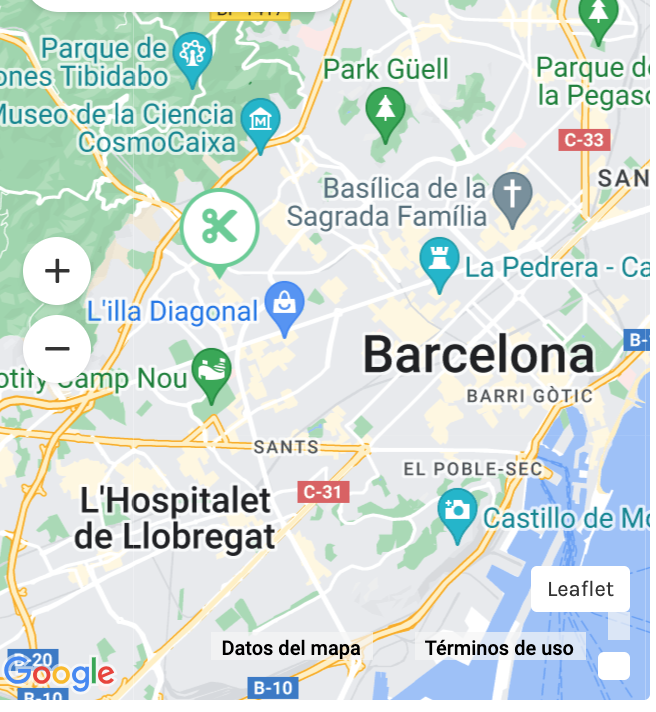 BP-1417
Parque de
ones Tibidabo
Park Güell
Parque de
la Pegaso
Museo de la Ciencia
CosmoCaixa
C-33
SAN
Basílica de la
Sagrada Família
+
La Pedrera - Ca
L'illa Diagonal
−
Barcelona
B-
otify Camp Nou
BARRI GÒTIC
SANTS
EL POBLE-SEC
L'Hospitalet
de Llobregat
C-31
Castillo de Mo
Leaflet
Datos del mapa
Términos de uso
B-20
Google
B-10
B-10